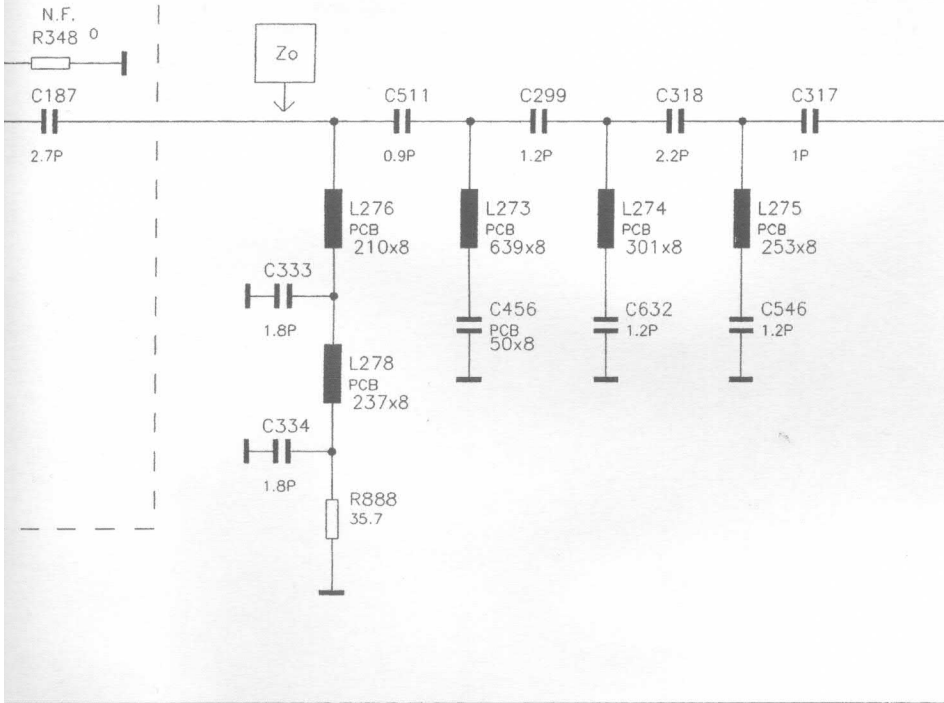 N.F.
R348 0
Zo
C187
C511
C299
C318
C317
2.7P
0.9P
1.2P
2.2P
1P
L276
PCB
210x8
L273
PCB
639x8
L274
PCB
301x8
L275
PCB
253x8
C333
1.8P
C456
PCB
50x8
C632
1.2P
C546
1.2P
L278
PCB
237x8
C334
1.8P
R888
35.7